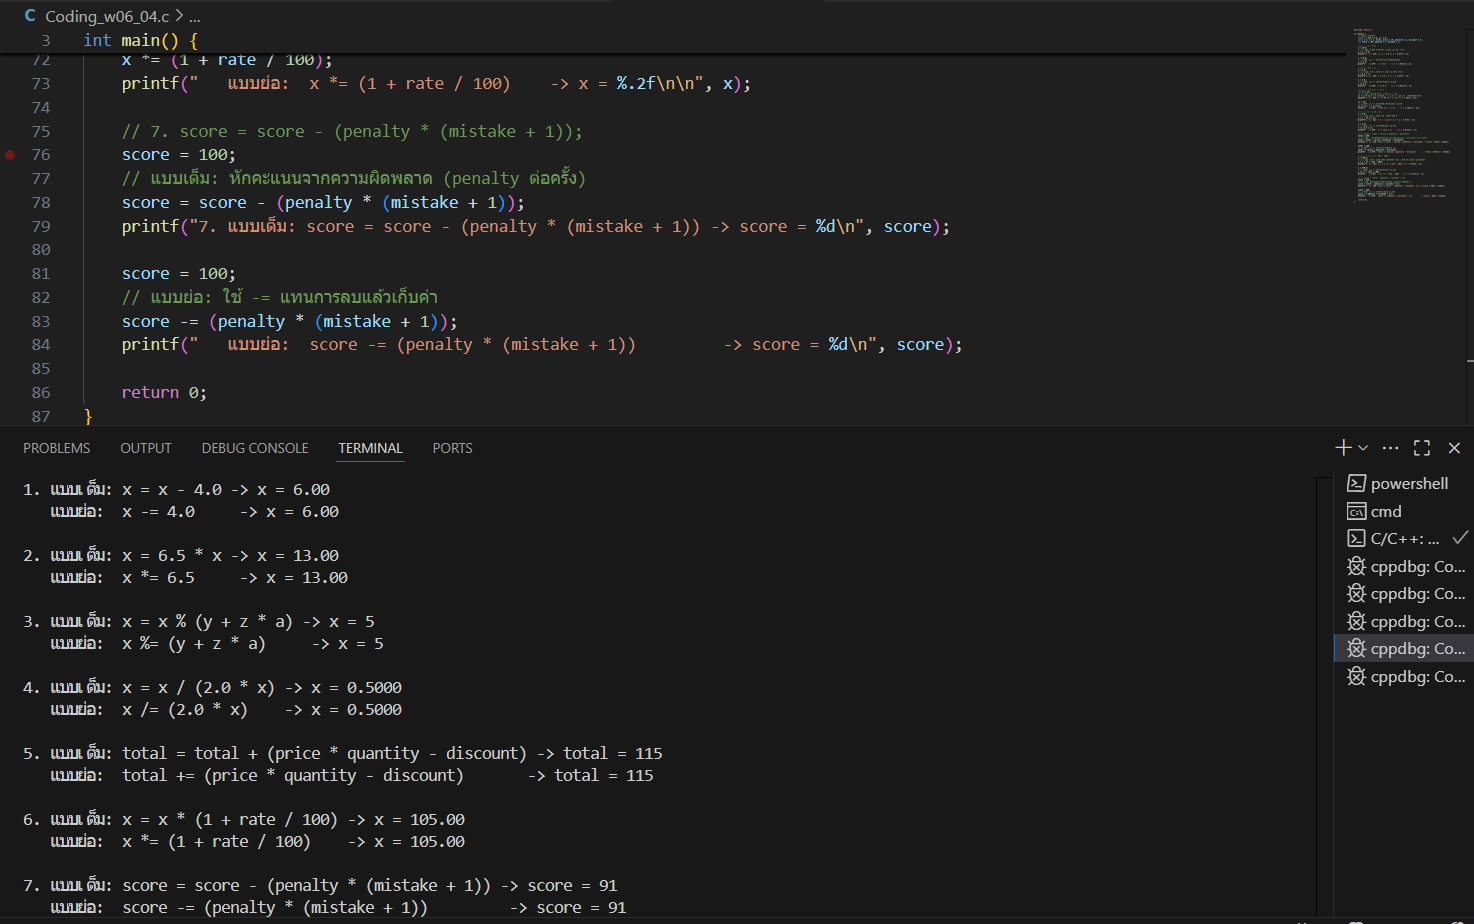 C Coding_w06_04.c > ...
3 int main() {
72 x *= (1 + rate / 100);
73 printf("   แบบย่อ:  x *= (1 + rate / 100)    -> x = %.2f\n\n", x);
74
75 // 7. score = score - (penalty * (mistake + 1));
76 score = 100;
77 // แบบเต็ม: หักคะแนนจากความผิดพลาด (penalty ต่อครั้ง)
78 score = score - (penalty * (mistake + 1));
79 printf("7. แบบเต็ม: score = score - (penalty * (mistake + 1)) -> score = %d\n", score);
80
81 score = 100;
82 // แบบย่อ: ใช้ -= แทนการลบแล้วเก็บค่า
83 score -= (penalty * (mistake + 1));
84 printf("   แบบย่อ:  score -= (penalty * (mistake + 1))         -> score = %d\n", score);
85
86 return 0;
87 }
PROBLEMS OUTPUT DEBUG CONSOLE TERMINAL PORTS
1. แบบเต็ม: x = x - 4.0 -> x = 6.00
แบบย่อ:  x -= 4.0     -> x = 6.00
2. แบบเต็ม: x = 6.5 * x -> x = 13.00
แบบย่อ:  x *= 6.5     -> x = 13.00
3. แบบเต็ม: x = x % (y + z * a) -> x = 5
แบบย่อ:  x %= (y + z * a)     -> x = 5
4. แบบเต็ม: x = x / (2.0 * x) -> x = 0.5000
แบบย่อ:  x /= (2.0 * x)    -> x = 0.5000
5. แบบเต็ม: total = total + (price * quantity - discount) -> total = 115
แบบย่อ:  total += (price * quantity - discount)       -> total = 115
6. แบบเต็ม: x = x * (1 + rate / 100) -> x = 105.00
แบบย่อ:  x *= (1 + rate / 100)    -> x = 105.00
7. แบบเต็ม: score = score - (penalty * (mistake + 1)) -> score = 91
แบบย่อ:  score -= (penalty * (mistake + 1))         -> score = 91
powershell
cmd
C/C++: ...
cppdbg: Co...
cppdbg: Co...
cppdbg: Co...
cppdbg: Co...
cppdbg: Co...